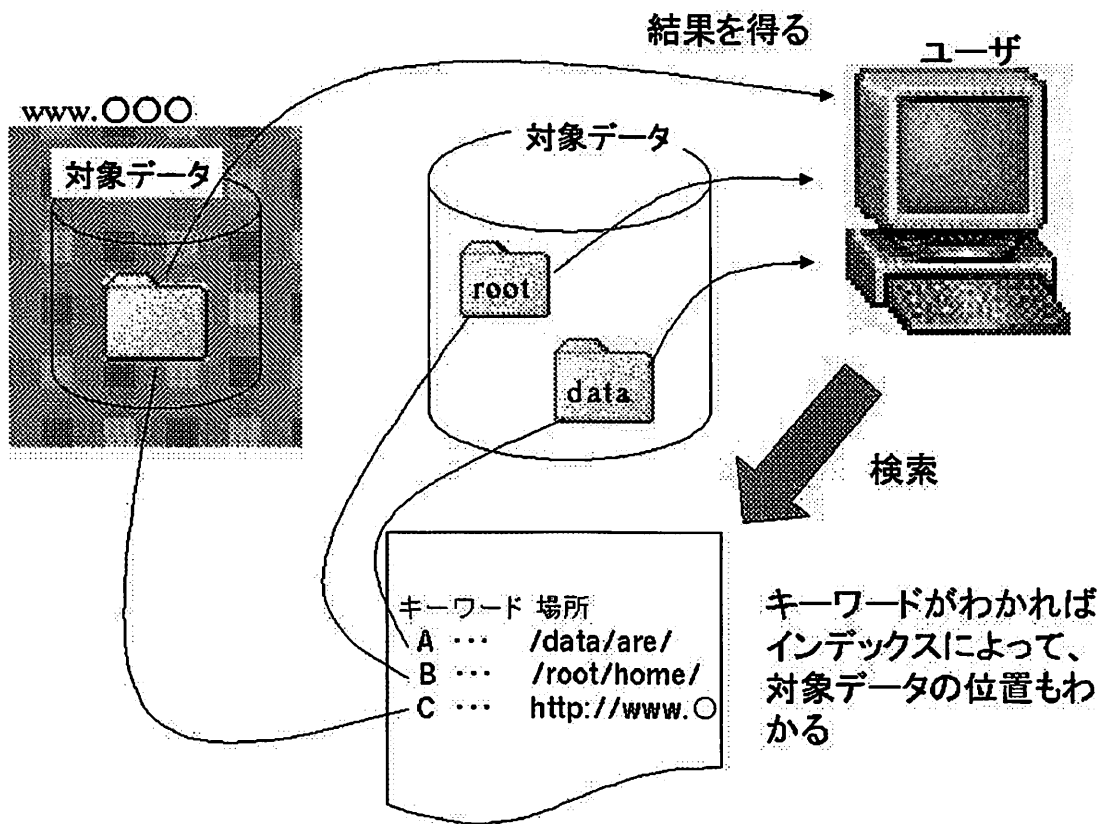 結果を得る
ユーザ
www.〇〇〇
対象データ
対象データ
root
data
検索
キーワード 場所
A ・・・ /data/are/
B ・・・ /root/home/
C ・・・ http://www.〇
キーワードがわかれば
インデックスによって、
対象データの位置もわ
かる